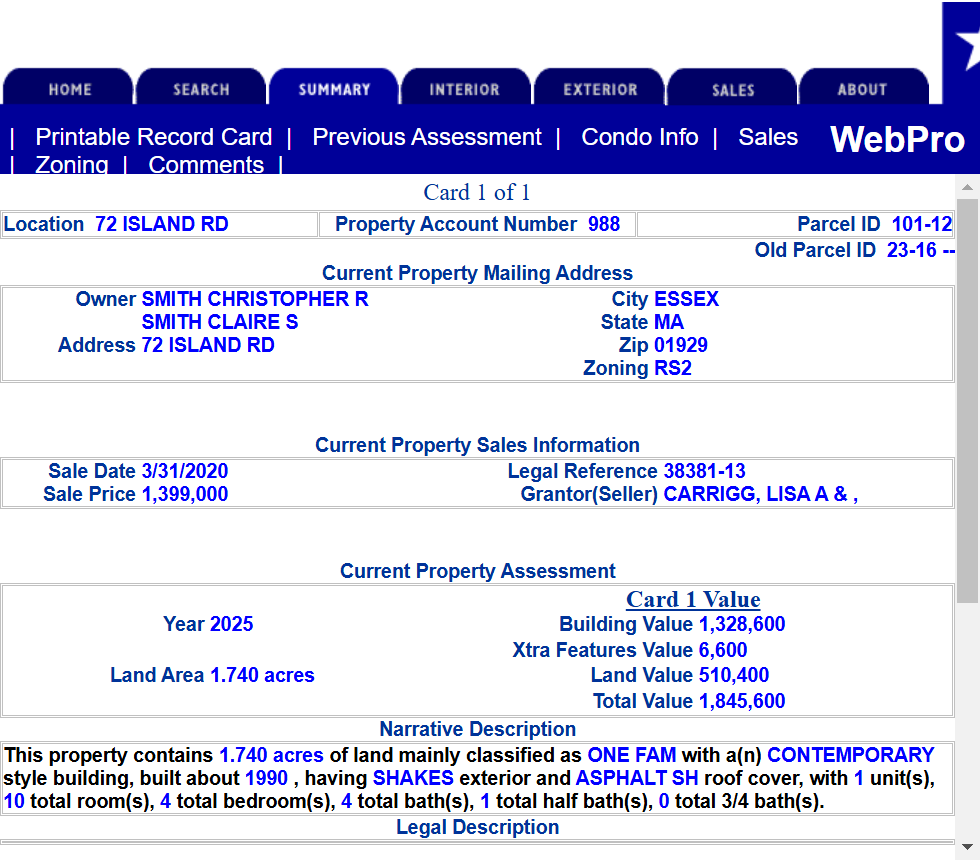 HOME SEARCH SUMMARY INTERIOR EXTERIOR SALES ABOUT
| Printable Record Card | Previous Assessment | Condo Info | Sales
| Zoning | Comments |
WebPro
Card 1 of 1
Location 72 ISLAND RD Property Account Number 988 Parcel ID 101-12
Old Parcel ID 23-16 --
Current Property Mailing Address
Owner SMITH CHRISTOPHER R City ESSEX
SMITH CLAIRE S State MA
Address 72 ISLAND RD Zip 01929
Zoning RS2
Current Property Sales Information
Sale Date 3/31/2020 Legal Reference 38381-13
Sale Price 1,399,000 Grantor(Seller) CARRIGG, LISA A & ,
Current Property Assessment
Card 1 Value
Year 2025 Building Value 1,328,600
Xtra Features Value 6,600
Land Area 1.740 acres Land Value 510,400
Total Value 1,845,600
Narrative Description
This property contains 1.740 acres of land mainly classified as ONE FAM with a(n) CONTEMPORARY
style building, built about 1990 , having SHAKES exterior and ASPHALT SH roof cover, with 1 unit(s),
10 total room(s), 4 total bedroom(s), 4 total bath(s), 1 total half bath(s), 0 total 3/4 bath(s).
Legal Description